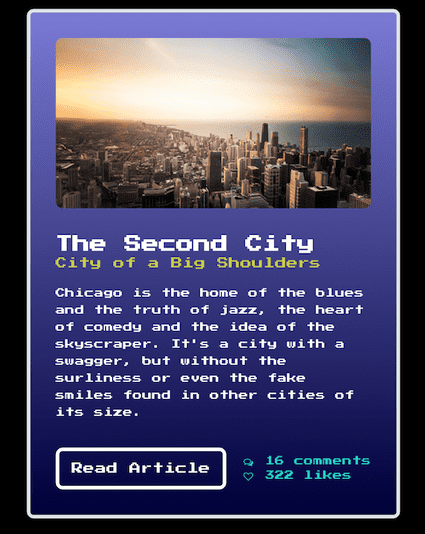 The Second City
City of a Big Shoulders
Chicago is the home of the blues
and the truth of jazz, the heart
of comedy and the idea of the
skyscraper. It's a city with a
swagger, but without the
surliness or even the fake
smiles found in other cities of
its size.
Read Article
16 comments
322 likes